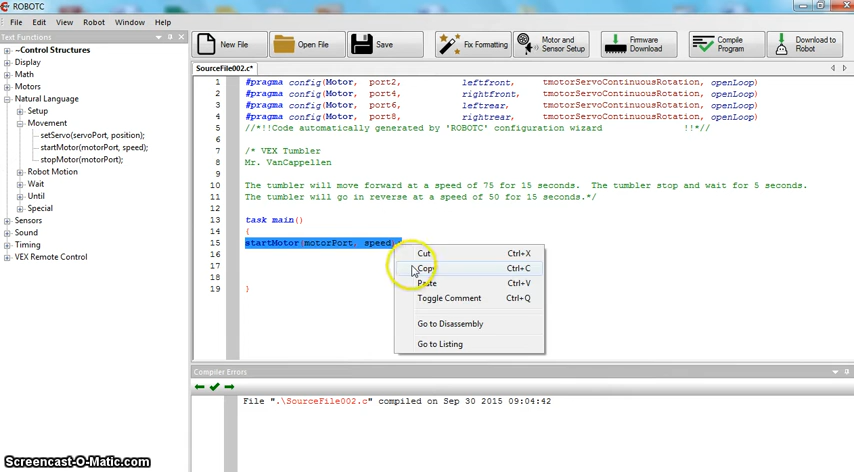 ROBOTC
File Edit View Robot Window Help
Text Functions
~Control Structures
Display
Math
Motors
Natural Language
Setup
Movement
setServo(servoPort, position);
startMotor(motorPort, speed);
stopMotor(motorPort);
Robot Motion
Wait
Until
Special
Sensors
Sound
Timing
VEX Remote Control
New File Open File Save Fix Formatting Motor and Sensor Setup Firmware Download Compile Program Download to Robot
SourceFile002.c*
1 #pragma config(Motor, port2, leftfront, tmotorServoContinuousRotation, openLoop)
2 #pragma config(Motor, port4, rightfront, tmotorServoContinuousRotation, openLoop)
3 #pragma config(Motor, port6, leftrear, tmotorServoContinuousRotation, openLoop)
4 #pragma config(Motor, port8, rightrear, tmotorServoContinuousRotation, openLoop)
5 //*!!Code automatically generated by 'ROBOTC' configuration wizard !!*//
6
7 /* VEX Tumbler
8 Mr. VanCappellen
9
10 The tumbler will move forward at a speed of 75 for 15 seconds. The tumbler stop and wait for 5 seconds.
11 The tumbler will go in reverse at a speed of 50 for 15 seconds.*/
12
13 task main()
14 {
15 startMotor(motorPort, speed)
16
17
18
19 }
Cut Ctrl+X
Copy Ctrl+C
Paste Ctrl+V
Toggle Comment Ctrl+Q
Go to Disassembly
Go to Listing
Compiler Errors
File ".\SourceFile002.c" compiled on Sep 30 2015 09:04:42
Screencast-O-Matic.com